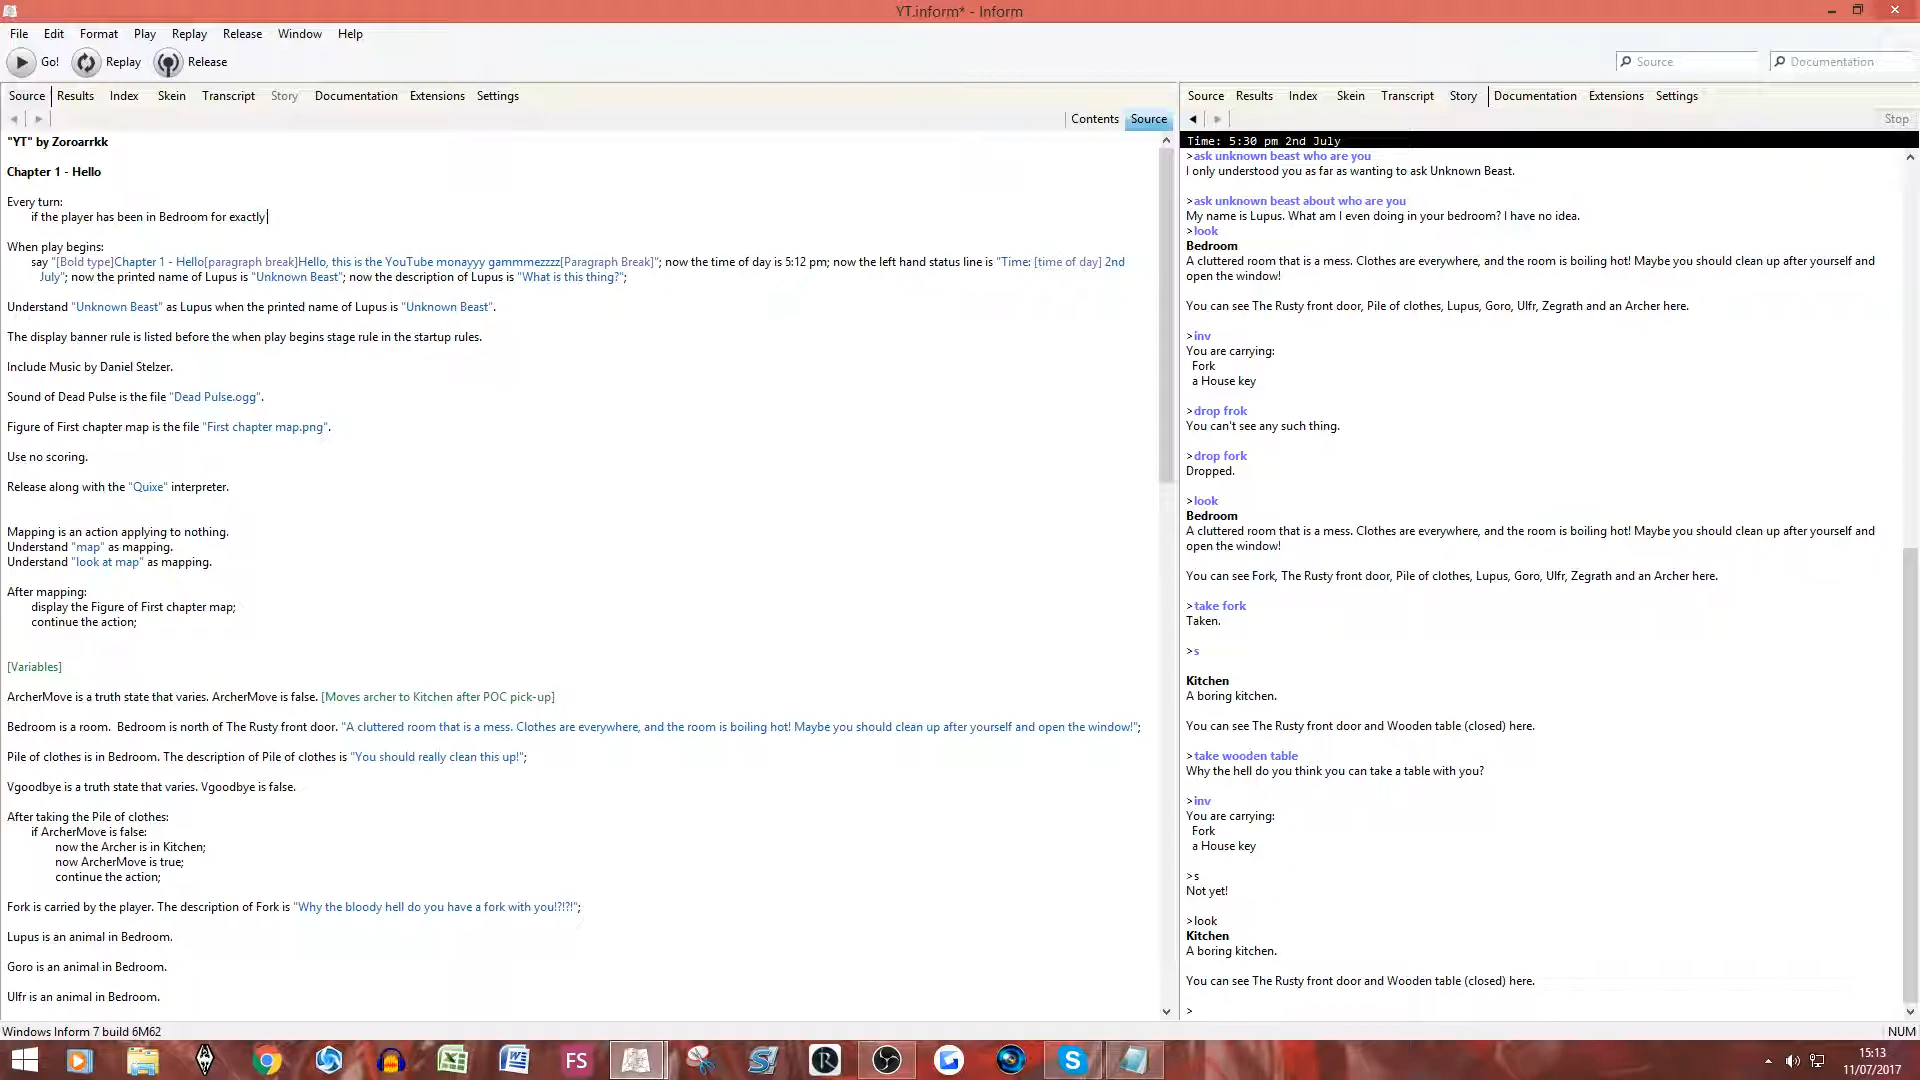 YT.inform* - Inform
File Edit Format Play Replay Release Window Help
Go! Replay Release
Source Documentation
Source Results Index Skein Transcript Story Documentation Extensions Settings
Contents Source
"YT" by Zoroarrkk
Chapter 1 - Hello
Every turn:
if the player has been in Bedroom for exactly
When play begins:
say "[Bold type]Chapter 1 - Hello[paragraph break]Hello, this is the YouTube monayyy gammmezzzz[Paragraph Break]"; now the time of day is 5:12 pm; now the left hand status line is "Time: [time of day] 2nd
July"; now the printed name of Lupus is "Unknown Beast"; now the description of Lupus is "What is this thing?";
Understand "Unknown Beast" as Lupus when the printed name of Lupus is "Unknown Beast".
The display banner rule is listed before the when play begins stage rule in the startup rules.
Include Music by Daniel Stelzer.
Sound of Dead Pulse is the file "Dead Pulse.ogg".
Figure of First chapter map is the file "First chapter map.png".
Use no scoring.
Release along with the "Quixe" interpreter.
Mapping is an action applying to nothing.
Understand "map" as mapping.
Understand "look at map" as mapping.
After mapping:
display the Figure of First chapter map;
continue the action;
[Variables]
ArcherMove is a truth state that varies. ArcherMove is false. [Moves archer to Kitchen after POC pick-up]
Bedroom is a room.  Bedroom is north of The Rusty front door. "A cluttered room that is a mess. Clothes are everywhere, and the room is boiling hot! Maybe you should clean up after yourself and open the window!";
Pile of clothes is in Bedroom. The description of Pile of clothes is "You should really clean this up!";
Vgoodbye is a truth state that varies. Vgoodbye is false.
After taking the Pile of clothes:
if ArcherMove is false:
now the Archer is in Kitchen;
now ArcherMove is true;
continue the action;
Fork is carried by the player. The description of Fork is "Why the bloody hell do you have a fork with you!?!?!";
Lupus is an animal in Bedroom.
Goro is an animal in Bedroom.
Ulfr is an animal in Bedroom.
Source Results Index Skein Transcript Story Documentation Extensions Settings
Stop
Time: 5:30 pm 2nd July
>ask unknown beast who are you
I only understood you as far as wanting to ask Unknown Beast.
>ask unknown beast about who are you
My name is Lupus. What am I even doing in your bedroom? I have no idea.
>look
Bedroom
A cluttered room that is a mess. Clothes are everywhere, and the room is boiling hot! Maybe you should clean up after yourself and
open the window!
You can see The Rusty front door, Pile of clothes, Lupus, Goro, Ulfr, Zegrath and an Archer here.
>inv
You are carrying:
Fork
a House key
>drop frok
You can't see any such thing.
>drop fork
Dropped.
>look
Bedroom
A cluttered room that is a mess. Clothes are everywhere, and the room is boiling hot! Maybe you should clean up after yourself and
open the window!
You can see Fork, The Rusty front door, Pile of clothes, Lupus, Goro, Ulfr, Zegrath and an Archer here.
>take fork
Taken.
>s
Kitchen
A boring kitchen.
You can see The Rusty front door and Wooden table (closed) here.
>take wooden table
Why the hell do you think you can take a table with you?
>inv
You are carrying:
Fork
a House key
>s
Not yet!
>look
Kitchen
A boring kitchen.
You can see The Rusty front door and Wooden table (closed) here.
>
Windows Inform 7 build 6M62
NUM
FS
15:13
11/07/2017